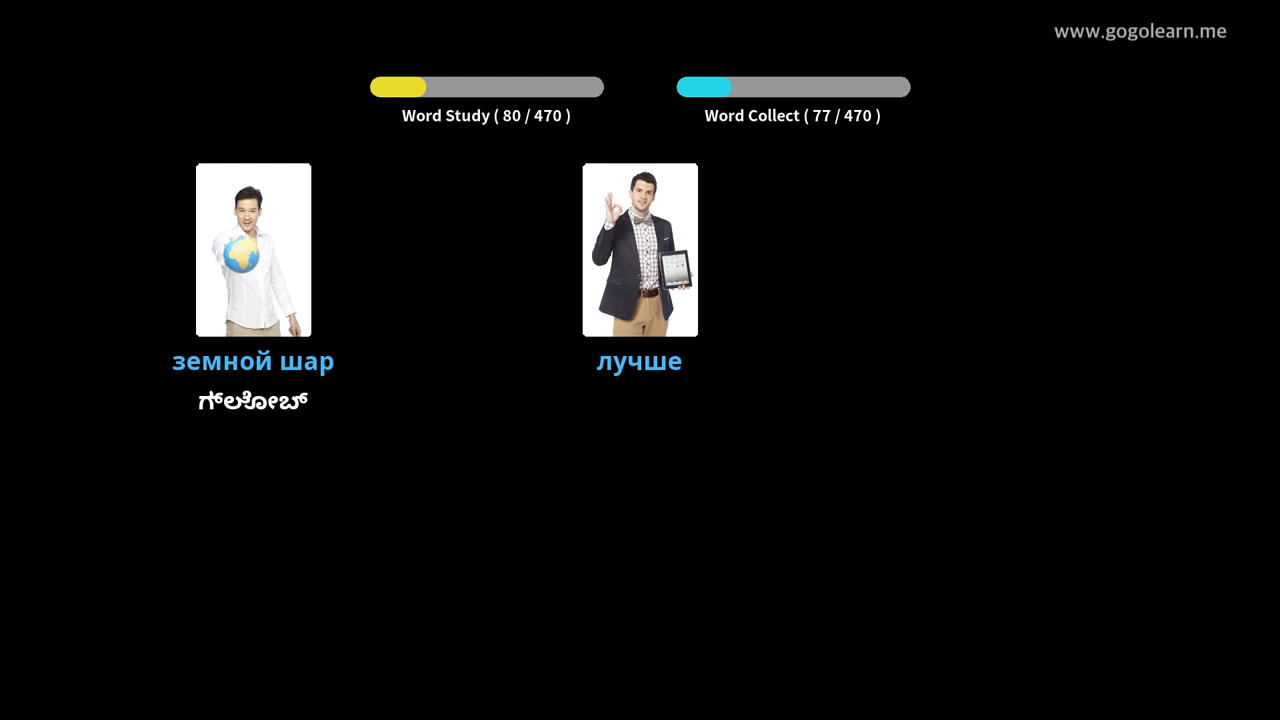 www.gogolearn.me
Word Study ( 80 / 470 )
Word Collect ( 77 / 470 )
земной шар
лучше
ಗ್ಲೋಬ್